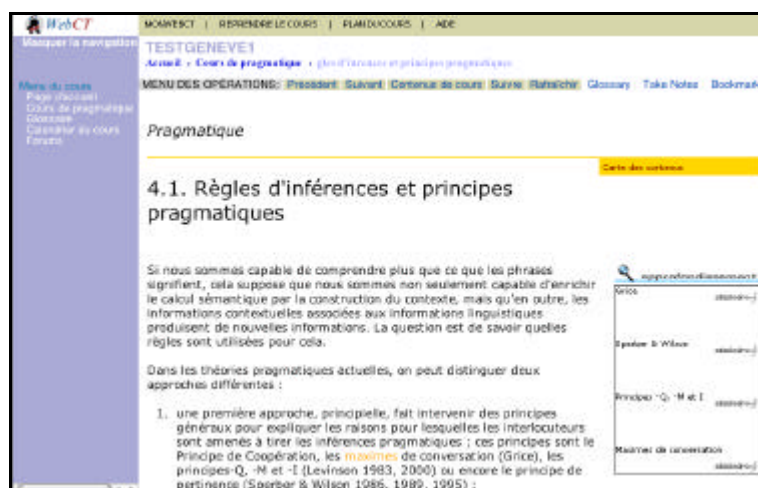 WebCT
MONWEBCT | REPRENDRE LE COURS | PLAN DU COURS | AIDE
Masquer la navigation
TESTGENEVE1
Accueil › Cours de pragmatique ›
MENU DES OPÉRATIONS: Précédent Suivant Contenus de cours Suivre Rafraîchir Glossary Take Notes Bookmark
Menu du cours
Page d'accueil
Cours de pragmatique
Glossaire
Calendrier du cours
Forums
Pragmatique
Carte des contenus
4.1. Règles d'inférences et principes
pragmatiques
Si nous sommes capable de comprendre plus que ce que les phrases
signifient, cela suppose que nous sommes non seulement capable d'enrichir
le calcul sémantique par la construction du contexte, mais qu'en outre, les
informations contextuelles associées aux informations linguistiques
produisent de nouvelles informations. La question est de savoir quelles
règles sont utilisées pour cela.
Dans les théories pragmatiques actuelles, on peut distinguer deux
approches différentes :
1. une première approche, principielle, fait intervenir des principes
généraux pour expliquer les raisons pour lesquelles les interlocuteurs
sont amenés à tirer les inférences pragmatiques ; ces principes sont le
Principe de Coopération, les maximes de conversation (Grice), les
principes-Q, -M et -I (Levinson 1983, 2000) ou encore le principe de
pertinence (Sperber & Wilson 1986, 1989, 1995) ;
approfondissement
Grice
Sperber & Wilson
Principes -Q, -M et I
Maximes de conversation